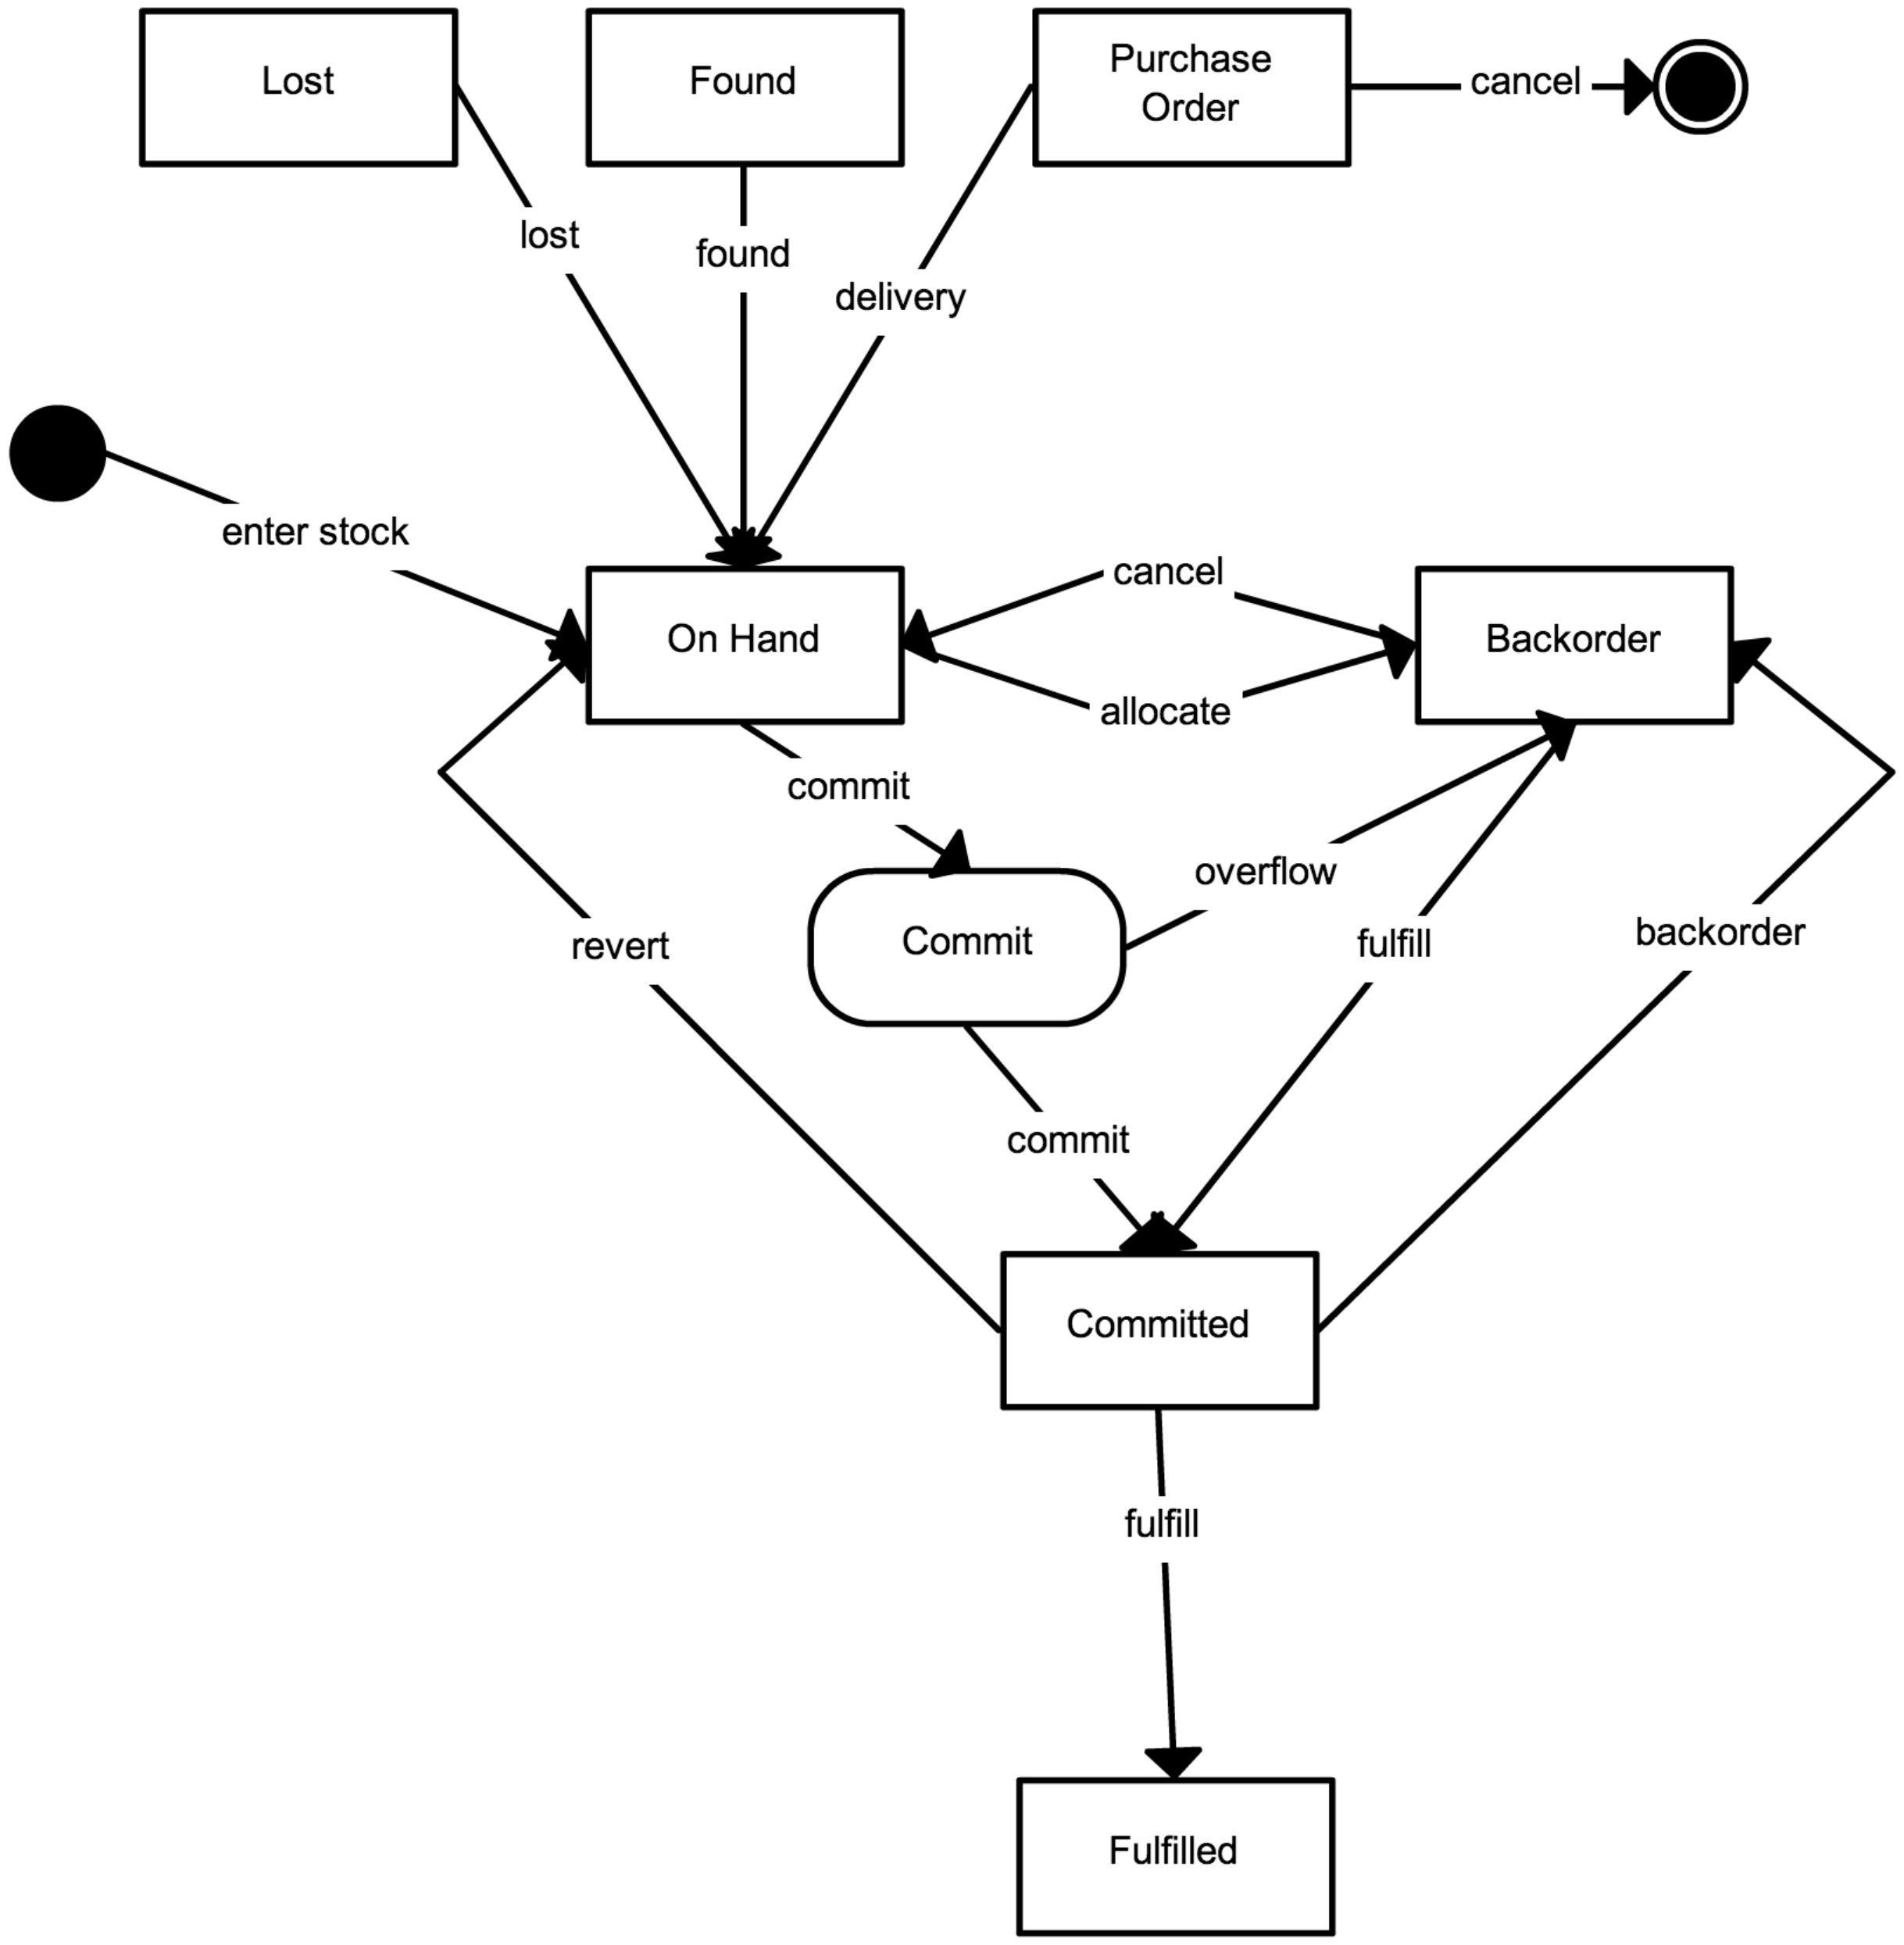 Lost
Found
Purchase
Order
cancel
lost
found
delivery
enter stock
cancel
On Hand
Backorder
allocate
commit
overflow
Commit
revert
fulfill
backorder
commit
Committed
fulfill
Fulfilled